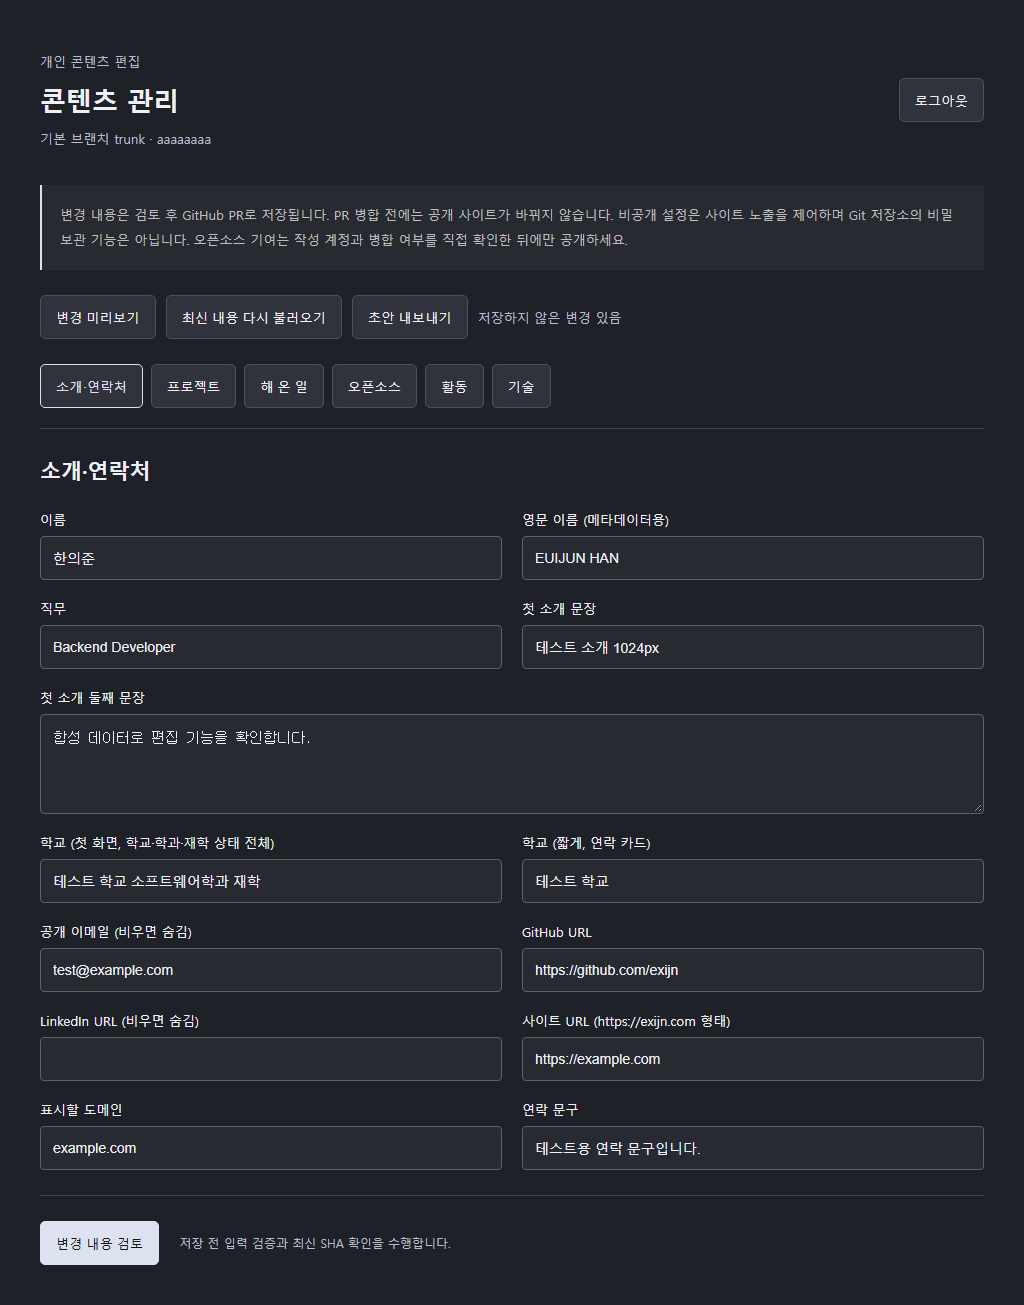 개인 콘텐츠 편집
콘텐츠 관리
로그아웃
기본 브랜치 trunk · aaaaaaaa
변경 내용은 검토 후 GitHub PR로 저장됩니다. PR 병합 전에는 공개 사이트가 바뀌지 않습니다. 비공개 설정은 사이트 노출을 제어하며 Git 저장소의 비밀
보관 기능은 아닙니다. 오픈소스 기여는 작성 계정과 병합 여부를 직접 확인한 뒤에만 공개하세요.
변경 미리보기 최신 내용 다시 불러오기 초안 내보내기 저장하지 않은 변경 있음
소개·연락처 프로젝트 해 온 일 오픈소스 활동 기술
소개·연락처
이름 영문 이름 (메타데이터용)
한의준 EUIJUN HAN
직무 첫 소개 문장
Backend Developer 테스트 소개 1024px
첫 소개 둘째 문장
합성 데이터로 편집 기능을 확인합니다.
학교 (첫 화면, 학교·학과·재학 상태 전체) 학교 (짧게, 연락 카드)
테스트 학교 소프트웨어학과 재학 테스트 학교
공개 이메일 (비우면 숨김) GitHub URL
test@example.com https://github.com/exijn
LinkedIn URL (비우면 숨김) 사이트 URL (https://exijn.com 형태)
https://example.com
표시할 도메인 연락 문구
example.com 테스트용 연락 문구입니다.
변경 내용 검토 저장 전 입력 검증과 최신 SHA 확인을 수행합니다.